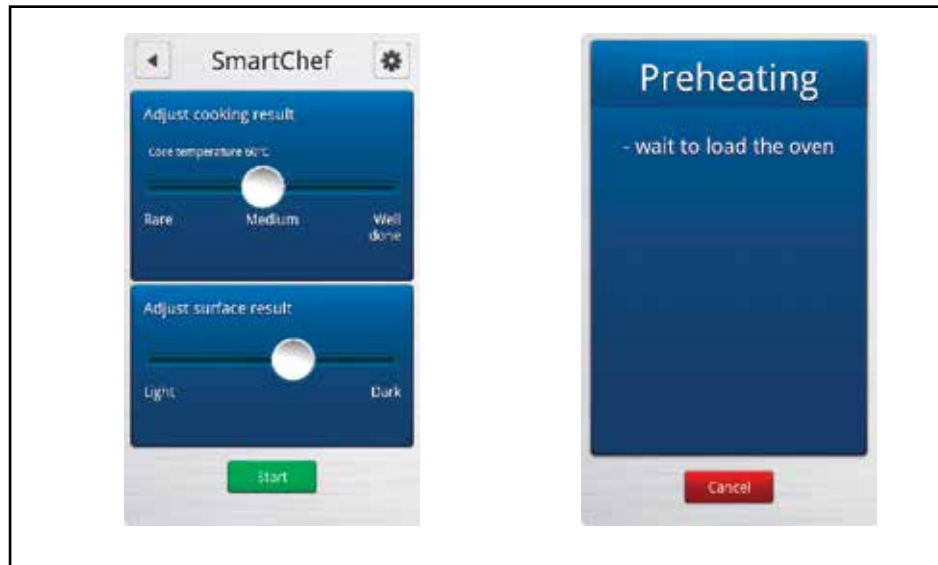 SmartChef
Adjust cooking result
Core temperature 60°C
Rare
Medium
Well
done
Adjust surface result
Light
Dark
Start
Preheating
- wait to load the oven
Cancel